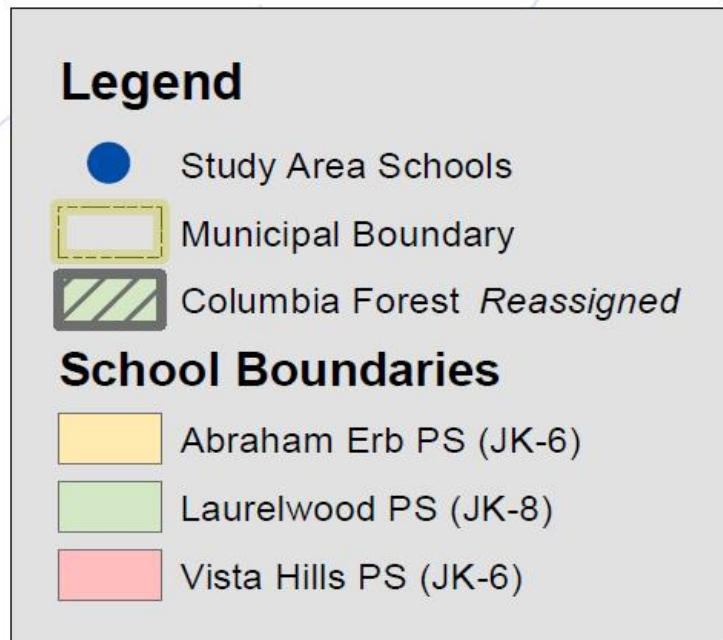 Legend
Study Area Schools
Municipal Boundary
Columbia Forest Reassigned
School Boundaries
Abraham Erb PS (JK-6)
Laurelwood PS (JK-8)
Vista Hills PS (JK-6)